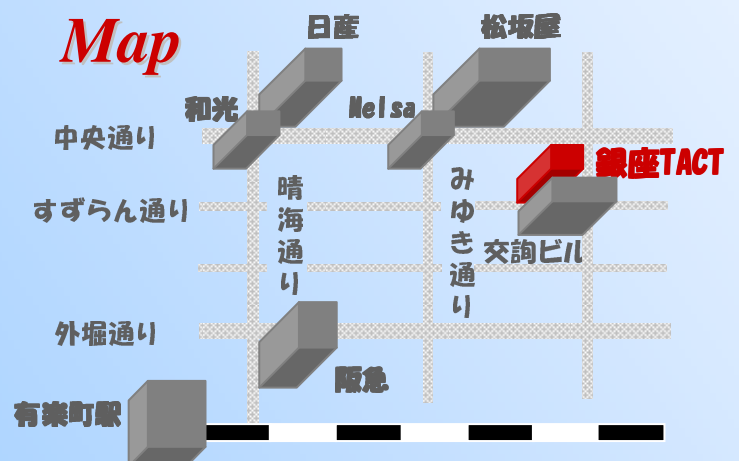 Map
日産
松坂屋
和光
Melsa
中央通り
銀座TACT
晴海通り
みゆき通り
すずらん通り
交詢ビル
外堀通り
阪急
有楽町駅